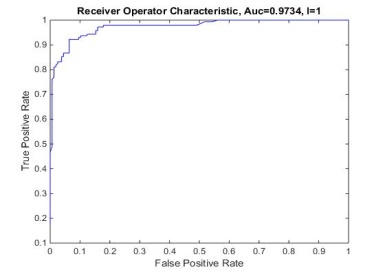 Receiver Operator Characteristic, Auc=0.9734, l=1
1
0.9
0.8
0.7
0.6
0.5
0.4
0.3
0.2
0.1
True Positive Rate
0 0.1 0.2 0.3 0.4 0.5 0.6 0.7 0.8 0.9 1
False Positive Rate